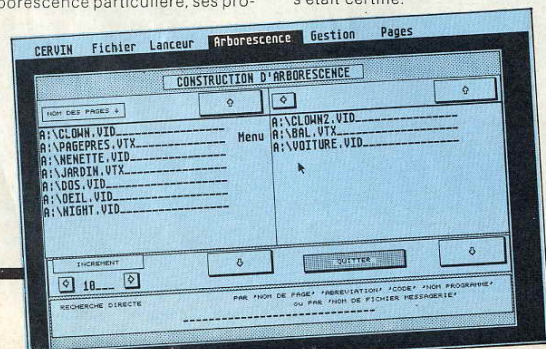 borescence particulière, ses pro-
s'était certifié.
CERVIN Fichier Lanceur Arborescence Gestion Pages
CONSTRUCTION D'ARBORESCENCE
NOM DES PAGES ↓
A:\CLOWN.VID
A:\PAGEPRES.VTX
A:\NENETTE.VID
A:\JARDIN.VTX
A:\DOS.VID
A:\OEIL.VID
A:\NIGHT.VID
Menu
A:\CLOWN2.VID
A:\BAL.VTX
A:\VOITURE.VID
INCREMENT
10___
QUITTER
RECHERCHE DIRECTE
PAR 'NOM DE PAGE' 'ABREVIATION' 'CODE' 'NOM PROGRAMME'
OU PAR 'NOM DE FICHIER MESSAGERIE'